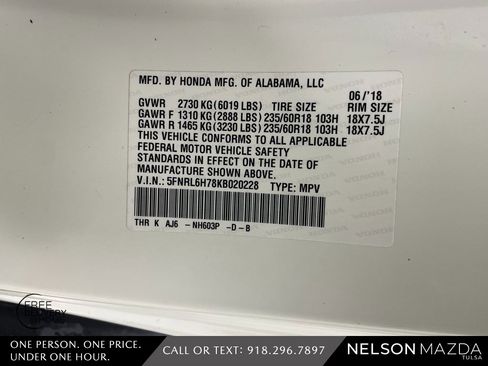 MFD. BY HONDA MFG. OF ALABAMA, LLC
06/'18
GVWR 2730 KG (6019 LBS) TIRE SIZE RIM SIZE
GAWR F 1310 KG (2888 LBS) 235/60R18 103H 18X7.5J
GAWR R 1465 KG (3230 LBS) 235/60R18 103H 18X7.5J
THIS VEHICLE CONFORMS TO ALL APPLICABLE
FEDERAL MOTOR VEHICLE SAFETY
STANDARDS IN EFFECT ON THE DATE OF
MANUFACTURE SHOWN ABOVE.
V.I.N.: 5FNRL6H78KB020228 TYPE: MPV
THR K AJ6 -NH603P -D-B
FREE
DELIVERY
ONE PERSON. ONE PRICE.
UNDER ONE HOUR.
CALL OR TEXT: 918.296.7897
NELSON MAZDA
TULSA